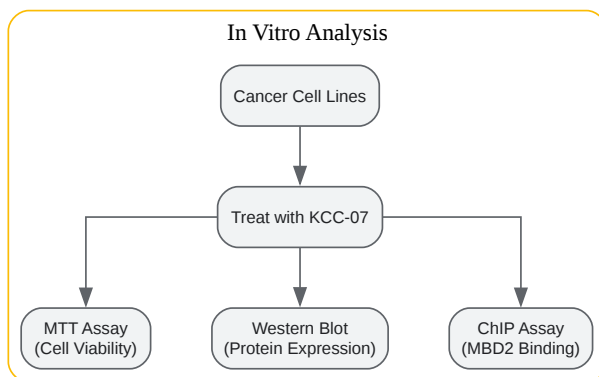 In Vitro Analysis
Cancer Cell Lines
Treat with KCC-07
MTT Assay
(Cell Viability)
Western Blot
(Protein Expression)
ChIP Assay
(MBD2 Binding)